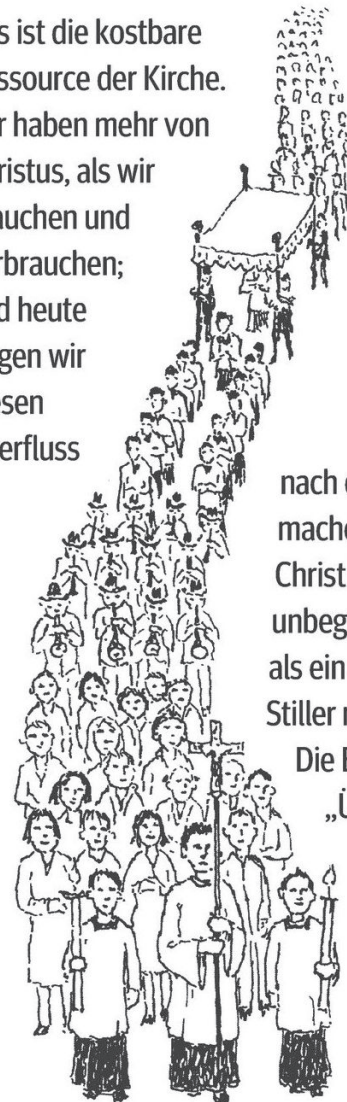 s ist die kostbare
ssource der Kirche.
r haben mehr von
ristus, als wir
auchen und
rbrauchen;
d heute
gen wir
esen
erfluss
nach
mache
Christ
unbeg
als ein
Stiller
Die
„Ü